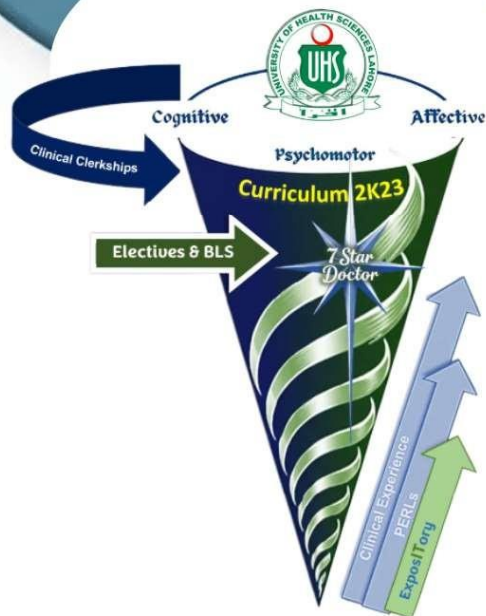 UNIVERSITY OF HEALTH SCIENCES LAHORE
UHS
اقرأ
Cognitive
Affective
Psychomotor
Clinical Clerkships
Curriculum 2K23
Electives & BLS
7 Star
Doctor
Clinical Experience
PERLs
ExposITory